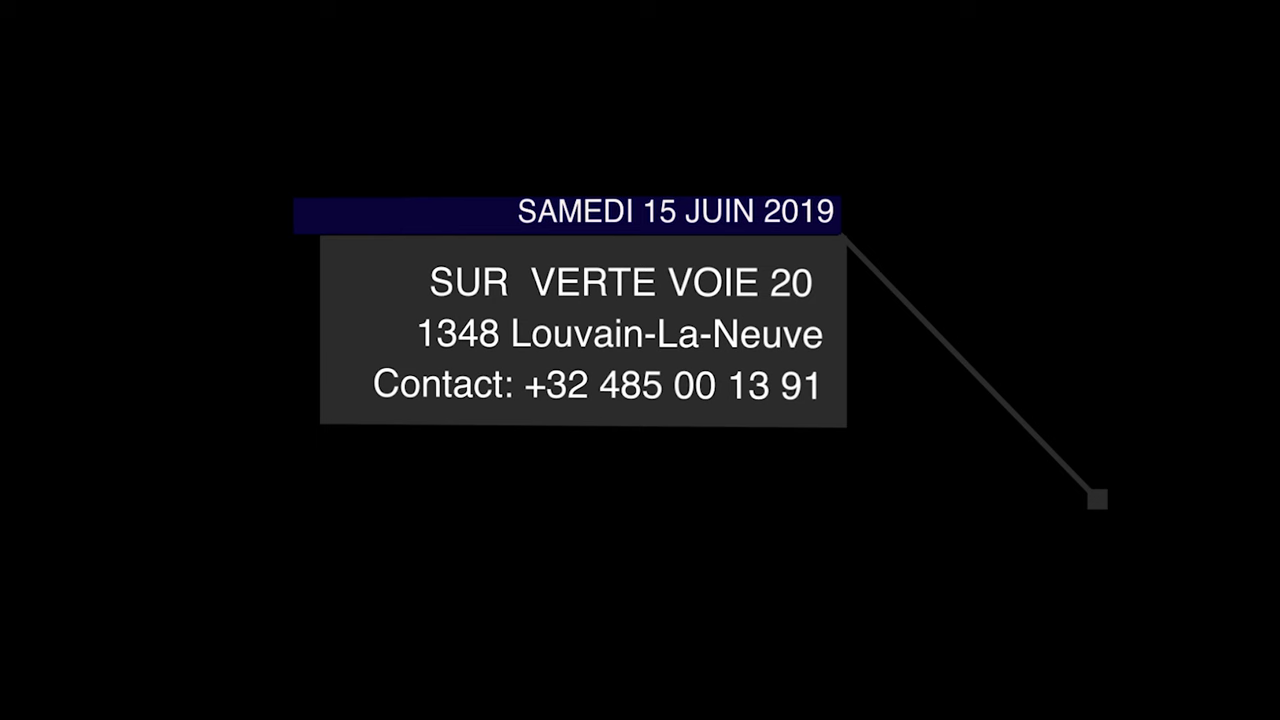 SAMEDI 15 JUIN 2019
SUR VERTE VOIE 20
1348 Louvain-La-Neuve
Contact: +32 485 00 13 91